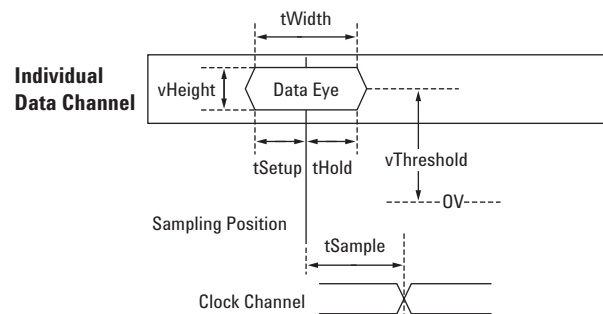 tWidth
Individual
Data Channel
vHeight
Data Eye
tSetup
tHold
vThreshold
0V
Sampling Position
tSample
Clock Channel